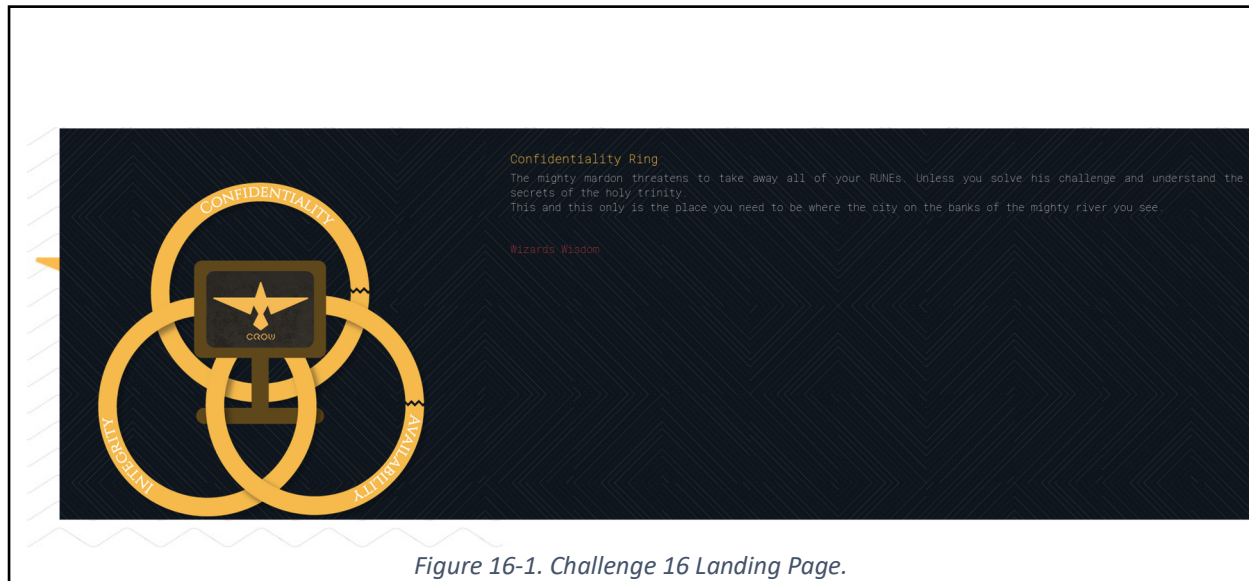 Confidentiality Ring
The mighty mardon threatens to take away all of your RUNEs. Unless you solve his challenge and understand the
secrets of the holy trinity.
This and this only is the place you need to be where the city on the banks of the mighty river you see.
Wizards Wisdom
CONFIDENTIALITY
CROW
INTEGRITY
AVAILABILITY
Figure 16-1. Challenge 16 Landing Page.